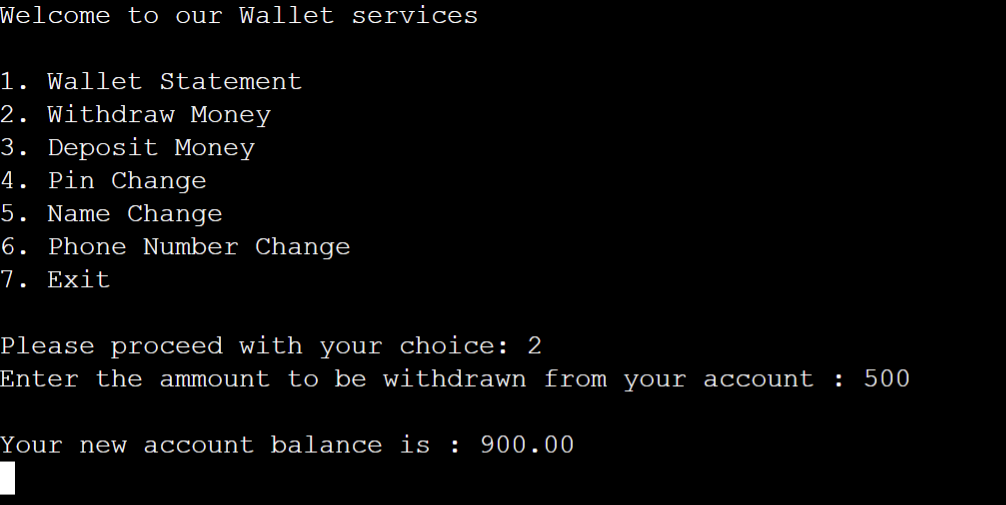 Welcome to our Wallet services
1. Wallet Statement
2. Withdraw Money
3. Deposit Money
4. Pin Change
5. Name Change
6. Phone Number Change
7. Exit
Please proceed with your choice: 2
Enter the ammount to be withdrawn from your account : 500
Your new account balance is : 900.00